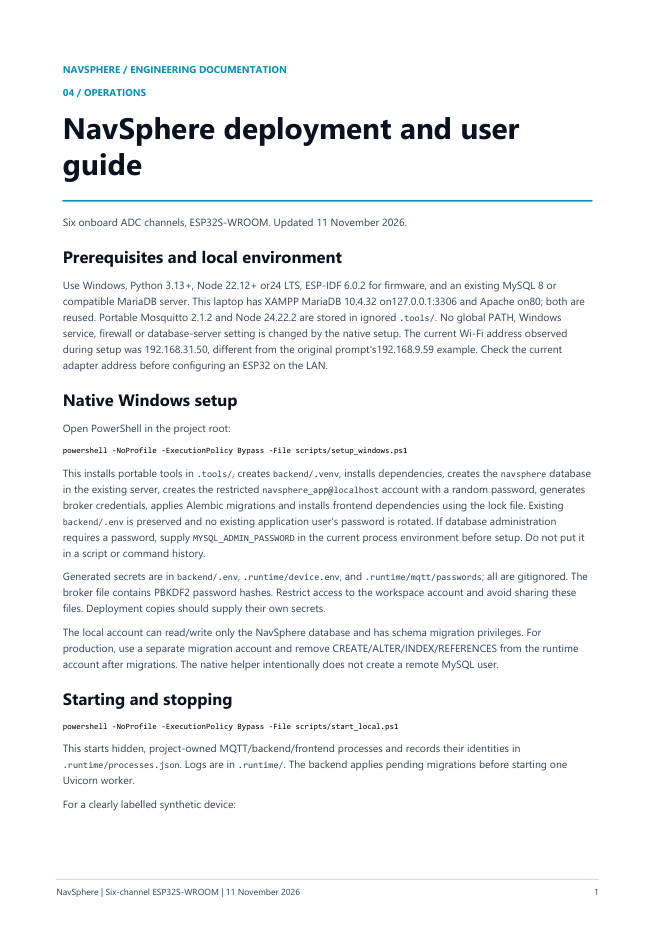 NAVSPHERE / ENGINEERING DOCUMENTATION
04 / OPERATIONS
NavSphere deployment and user
guide
Six onboard ADC channels, ESP32S-WROOM. Updated 11 November 2026.
Prerequisites and local environment
Use Windows, Python 3.13+, Node 22.12+ or24 LTS, ESP-IDF 6.0.2 for firmware, and an existing MySQL 8 or
compatible MariaDB server. This laptop has XAMPP MariaDB 10.4.32 on127.0.0.1:3306 and Apache on80; both are
reused. Portable Mosquitto 2.1.2 and Node 24.22.2 are stored in ignored .tools/. No global PATH, Windows
service, firewall or database-server setting is changed by the native setup. The current Wi-Fi address observed
during setup was 192.168.31.50, different from the original prompt's192.168.9.59 example. Check the current
adapter address before configuring an ESP32 on the LAN.
Native Windows setup
Open PowerShell in the project root:
powershell -NoProfile -ExecutionPolicy Bypass -File scripts/setup_windows.ps1
This installs portable tools in .tools/, creates backend/.venv, installs dependencies, creates the navsphere database
in the existing server, creates the restricted navsphere_app@localhost account with a random password, generates
broker credentials, applies Alembic migrations and installs frontend dependencies using the lock file. Existing
backend/.env is preserved and no existing application user's password is rotated. If database administration
requires a password, supply MYSQL_ADMIN_PASSWORD in the current process environment before setup. Do not put it
in a script or command history.
Generated secrets are in backend/.env, .runtime/device.env, and .runtime/mqtt/passwords; all are gitignored. The
broker file contains PBKDF2 password hashes. Restrict access to the workspace account and avoid sharing these
files. Deployment copies should supply their own secrets.
The local account can read/write only the NavSphere database and has schema migration privileges. For
production, use a separate migration account and remove CREATE/ALTER/INDEX/REFERENCES from the runtime
account after migrations. The native helper intentionally does not create a remote MySQL user.
Starting and stopping
powershell -NoProfile -ExecutionPolicy Bypass -File scripts/start_local.ps1
This starts hidden, project-owned MQTT/backend/frontend processes and records their identities in
.runtime/processes.json. Logs are in .runtime/. The backend applies pending migrations before starting one
Uvicorn worker.
For a clearly labelled synthetic device:
NavSphere | Six-channel ESP32S-WROOM | 11 November 2026
1